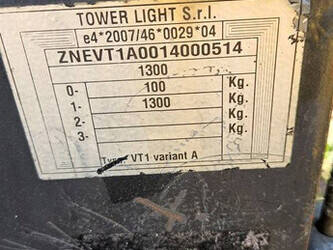 TOWER LIGHT S.r.l.
e4*2007/46*0029*04
ZNEVT1A0014000514
1300 Kg.
0- 100 Kg.
1- 1300 Kg.
2- Kg.
3-
Type: VT1 variant A